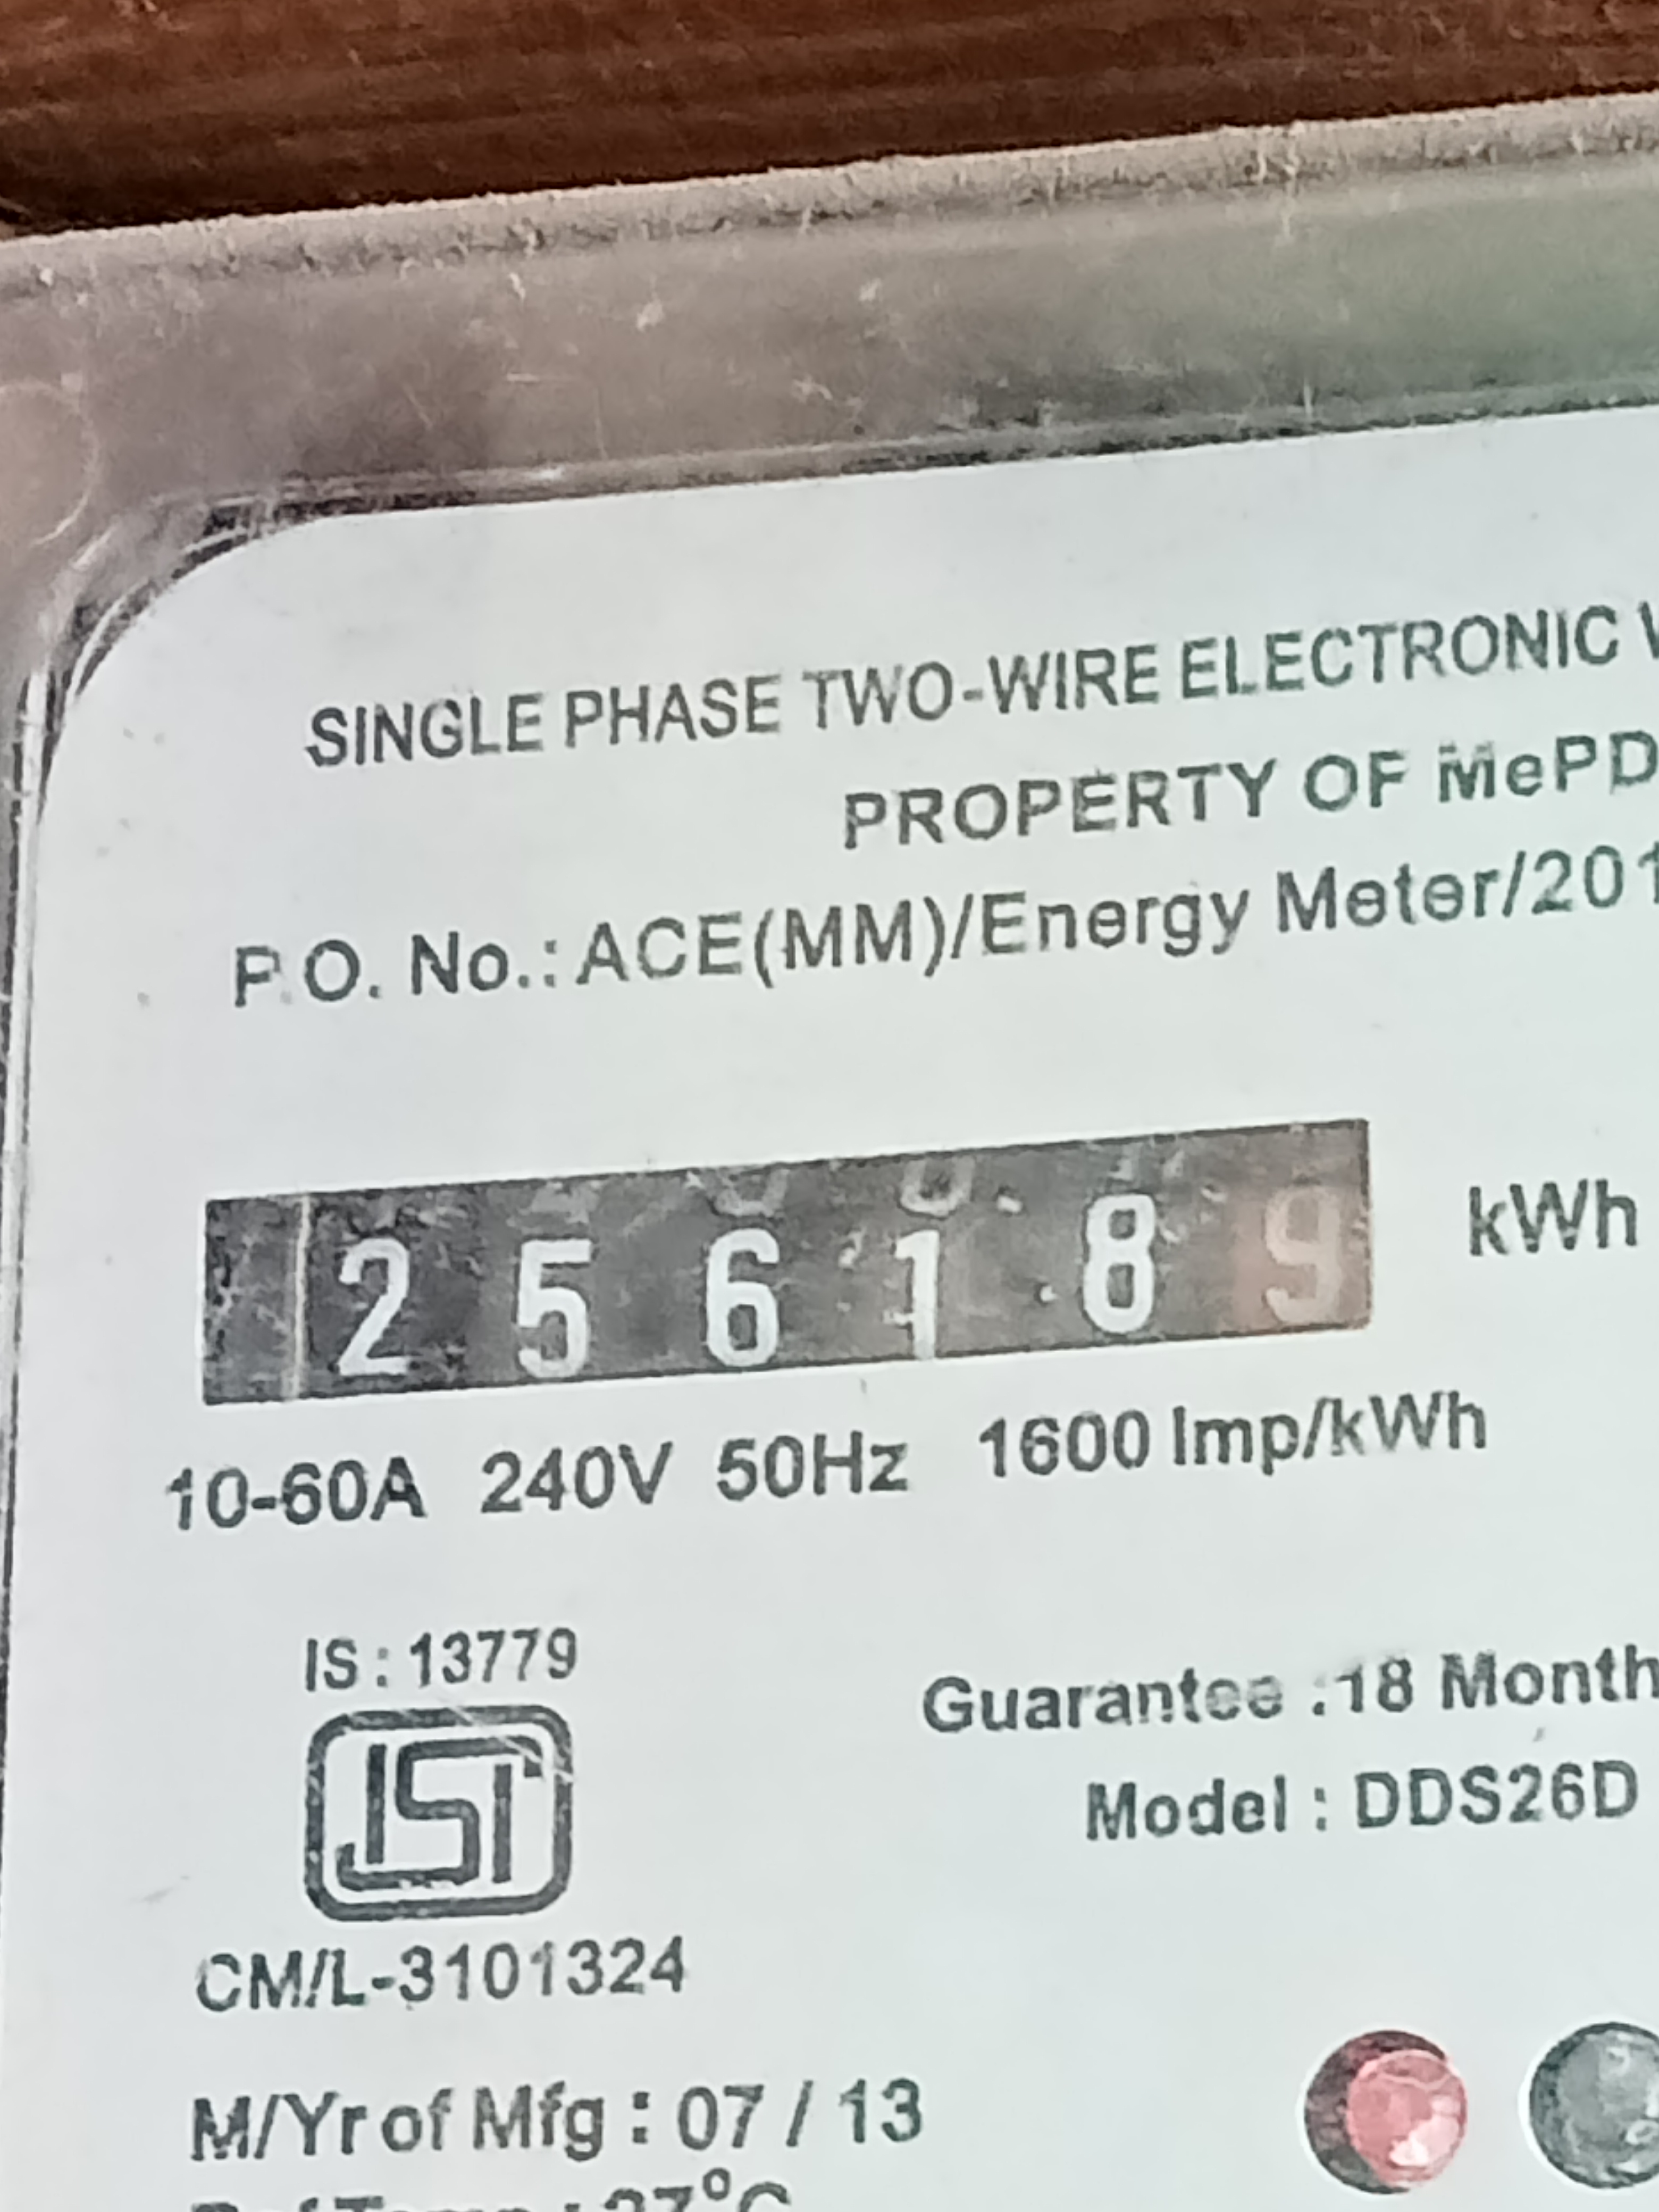 SINGLE PHASE TWO-WIRE ELECTRONIC
PROPERTY OF MePD
P.O. No.: ACE(MM)/Energy Meter/201
256189 kWh
10-60A 240V 50Hz 1600 Imp/kWh
IS : 13779
ISI
Guarantee : 18 Month
Model : DDS26D
CM/L-3101324
M/Yr of Mfg : 07 / 13
27°C